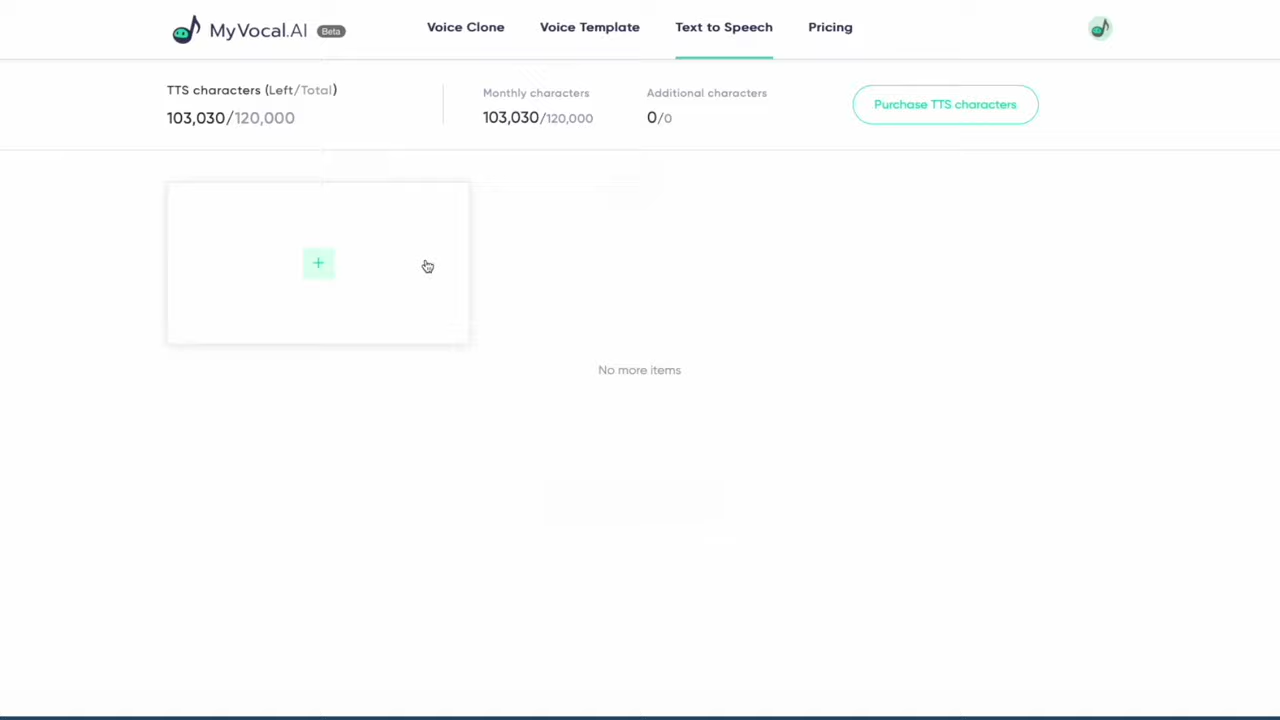 MyVocal.AI Beta Voice Clone Voice Template Text to Speech Pricing
TTS characters (Left/Total)
103,030/120,000
Monthly characters
103,030/120,000
Additional characters
0/0
Purchase TTS characters
+
No more items